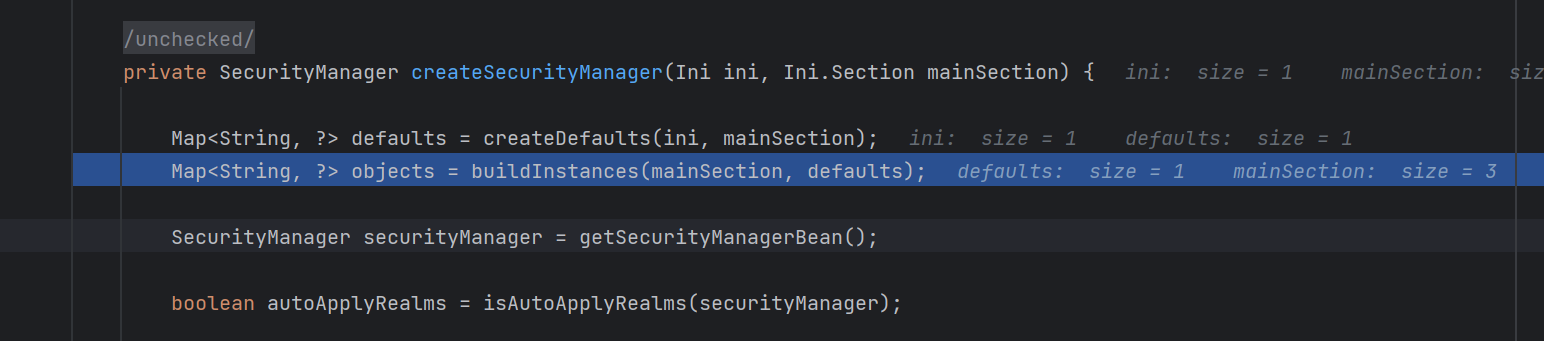 /unchecked/
private SecurityManager createSecurityManager(Ini ini, Ini.Section mainSection) { ini: size = 1 mainSection: siz
Map<String, ?> defaults = createDefaults(ini, mainSection); ini: size = 1 defaults: size = 1
Map<String, ?> objects = buildInstances(mainSection, defaults); defaults: size = 1 mainSection: size = 3
SecurityManager securityManager = getSecurityManagerBean();
boolean autoApplyRealms = isAutoApplyRealms(securityManager);